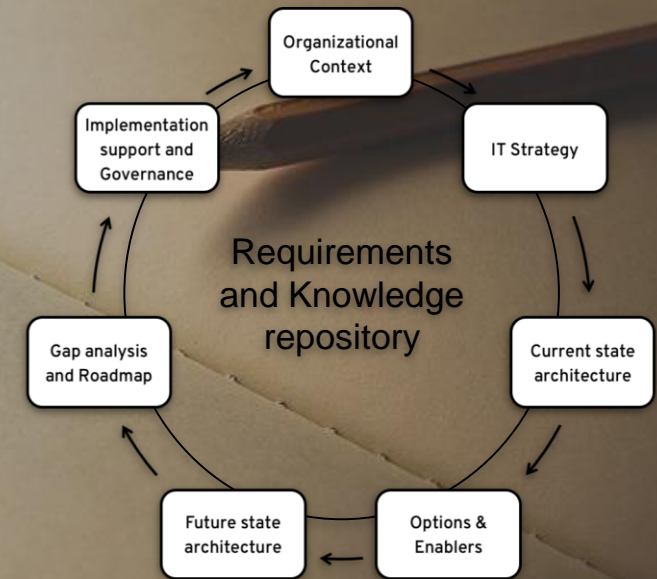 Organizational
Context
IT Strategy
Current state
architecture
Options &
Enablers
Future state
architecture
Gap analysis
and Roadmap
Implementation
support and
Governance
Requirements
and Knowledge
repository